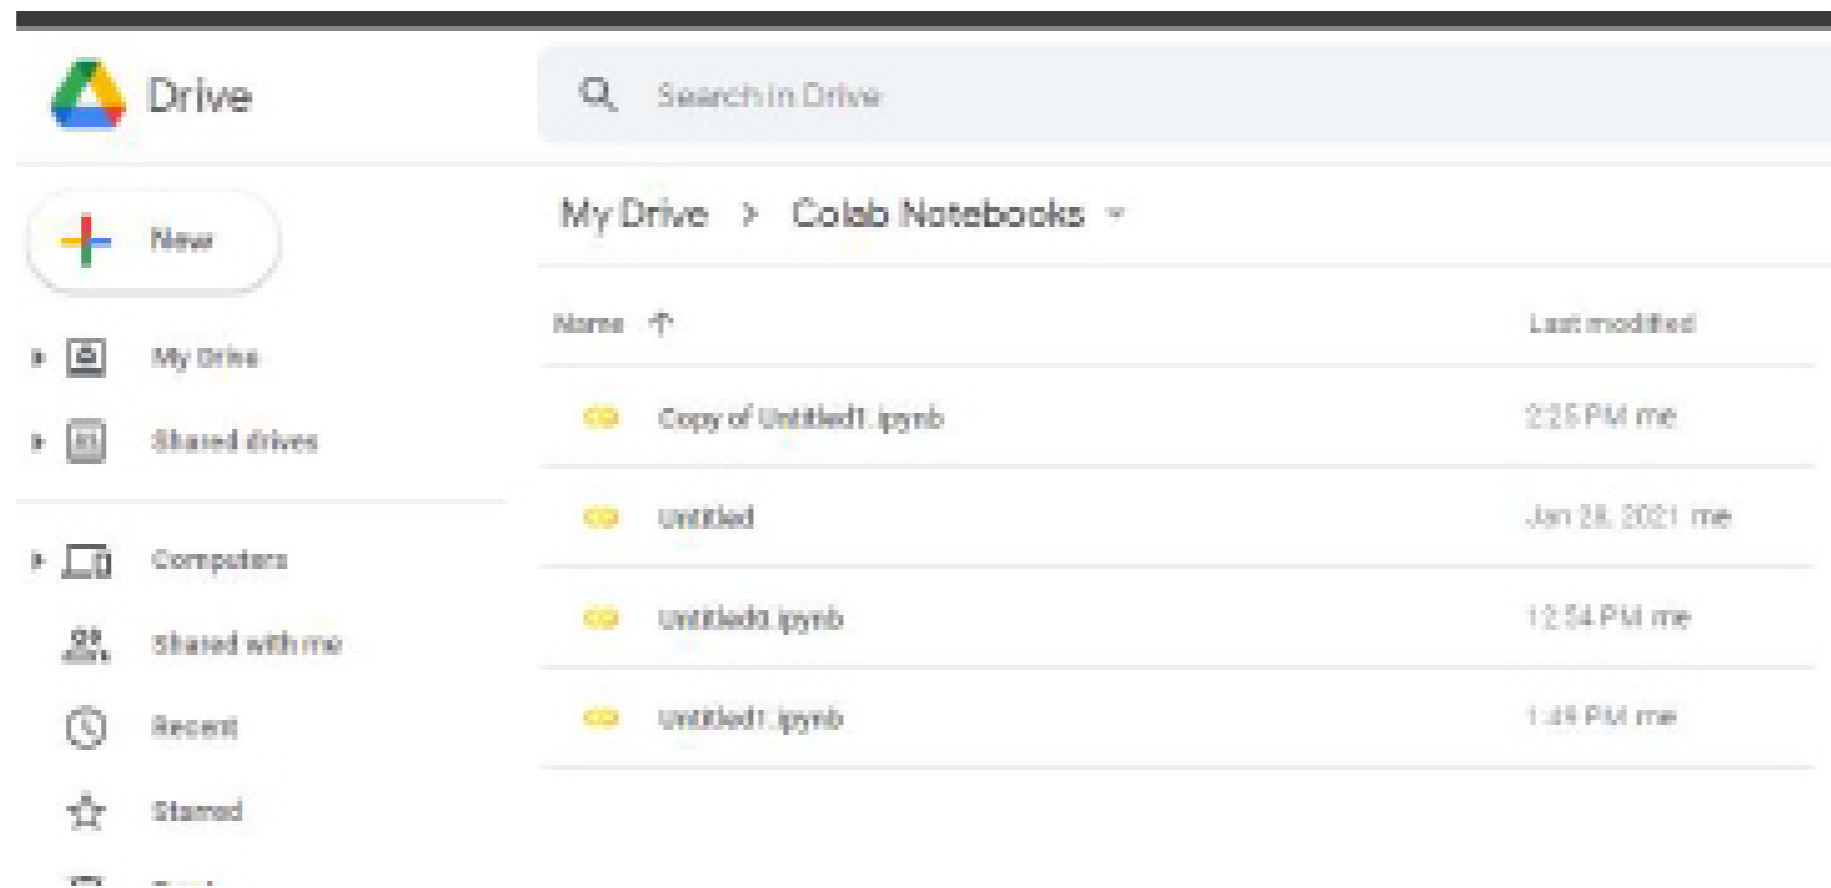 Drive
Search in Drive
New
My Drive > Colab Notebooks
Name Last modified
My Drive
Shared drives
Copy of Untitled1.ipynb 2:25 PM me
Untitled Jan 28, 2021 me
Computers
Untitled0.ipynb 12:54 PM me
Shared with me
Untitled1.ipynb 1:49 PM me
Recent
Starred